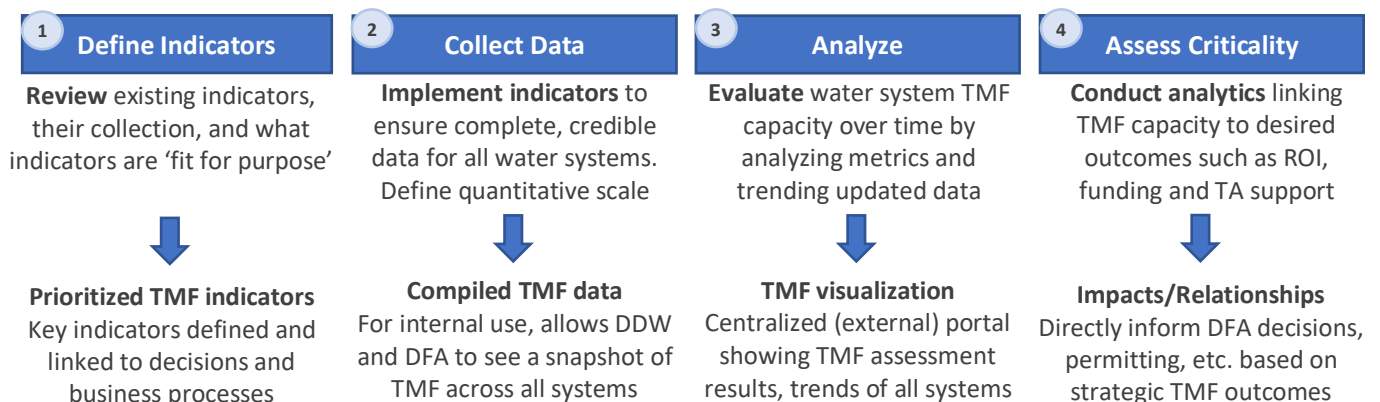 1
Define Indicators
Review existing indicators,
their collection, and what
indicators are ‘fit for purpose’
Prioritized TMF indicators
Key indicators defined and
linked to decisions and
business processes
2
Collect Data
Implement indicators to
ensure complete, credible
data for all water systems.
Define quantitative scale
Compiled TMF data
For internal use, allows DDW
and DFA to see a snapshot of
TMF across all systems
3
Analyze
Evaluate water system TMF
capacity over time by
analyzing metrics and
trending updated data
TMF visualization
Centralized (external) portal
showing TMF assessment
results, trends of all systems
4
Assess Criticality
Conduct analytics linking
TMF capacity to desired
outcomes such as ROI,
funding and TA support
Impacts/Relationships
Directly inform DFA decisions,
permitting, etc. based on
strategic TMF outcomes